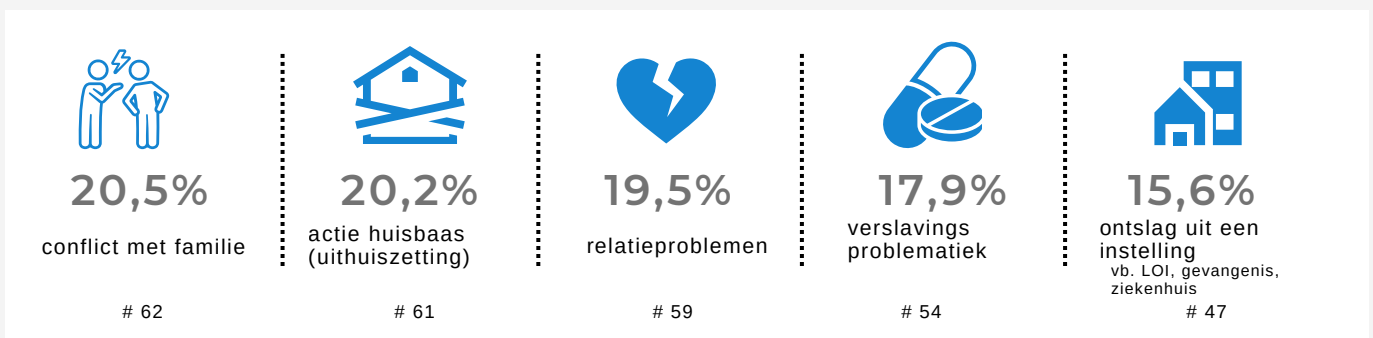 20,5%
conflict met familie
# 62
20,2%
actie huisbaas
(uithuiszetting)
# 61
19,5%
relatieproblemen
# 59
17,9%
verslavings
problematiek
# 54
15,6%
ontslag uit een
instelling
vb. LOI, gevangenis,
ziekenhuis
# 47